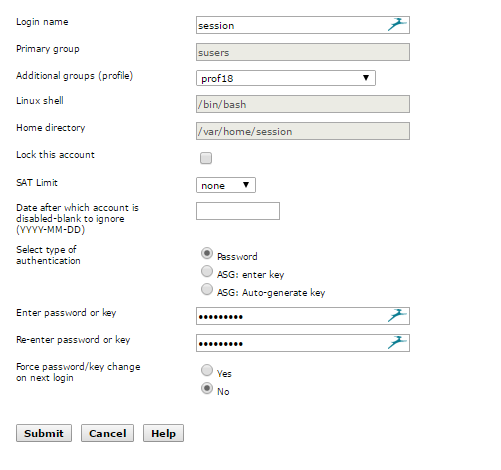 Login name
session
Primary group
susers
Additional groups (profile)
prof18
Linux shell
/bin/bash
Home directory
/var/home/session
Lock this account
SAT Limit
none
Date after which account is
disabled-blank to ignore
(YYYY-MM-DD)
Select type of
authentication
Password
ASG: enter key
ASG: Auto-generate key
Enter password or key
•••••••••
Re-enter password or key
•••••••••
Force password/key change
on next login
Yes
No
Submit Cancel Help